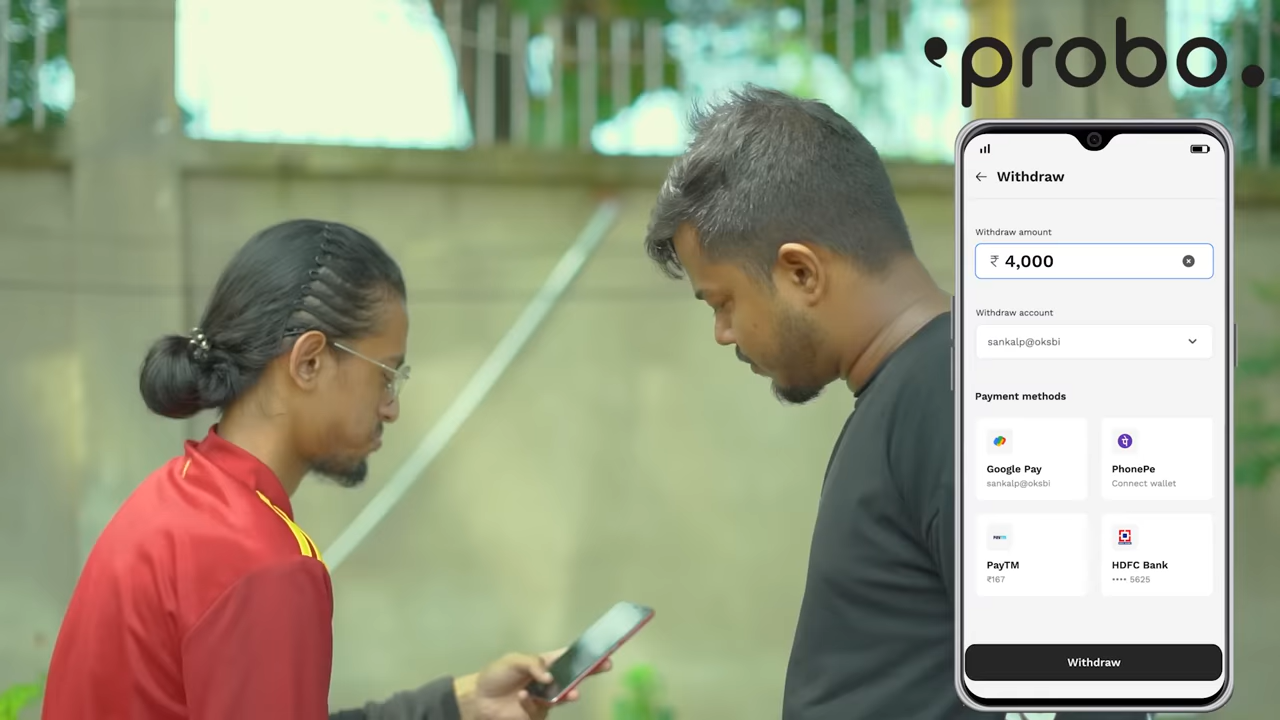 probo.
Withdraw
Withdraw amount
₹ 4,000
Withdraw account
sankalp@oksbi
Payment methods
Google Pay
sankalp@oksbi
PhonePe
Connect wallet
PayTM
₹167
HDFC Bank
•••• 5625
Withdraw